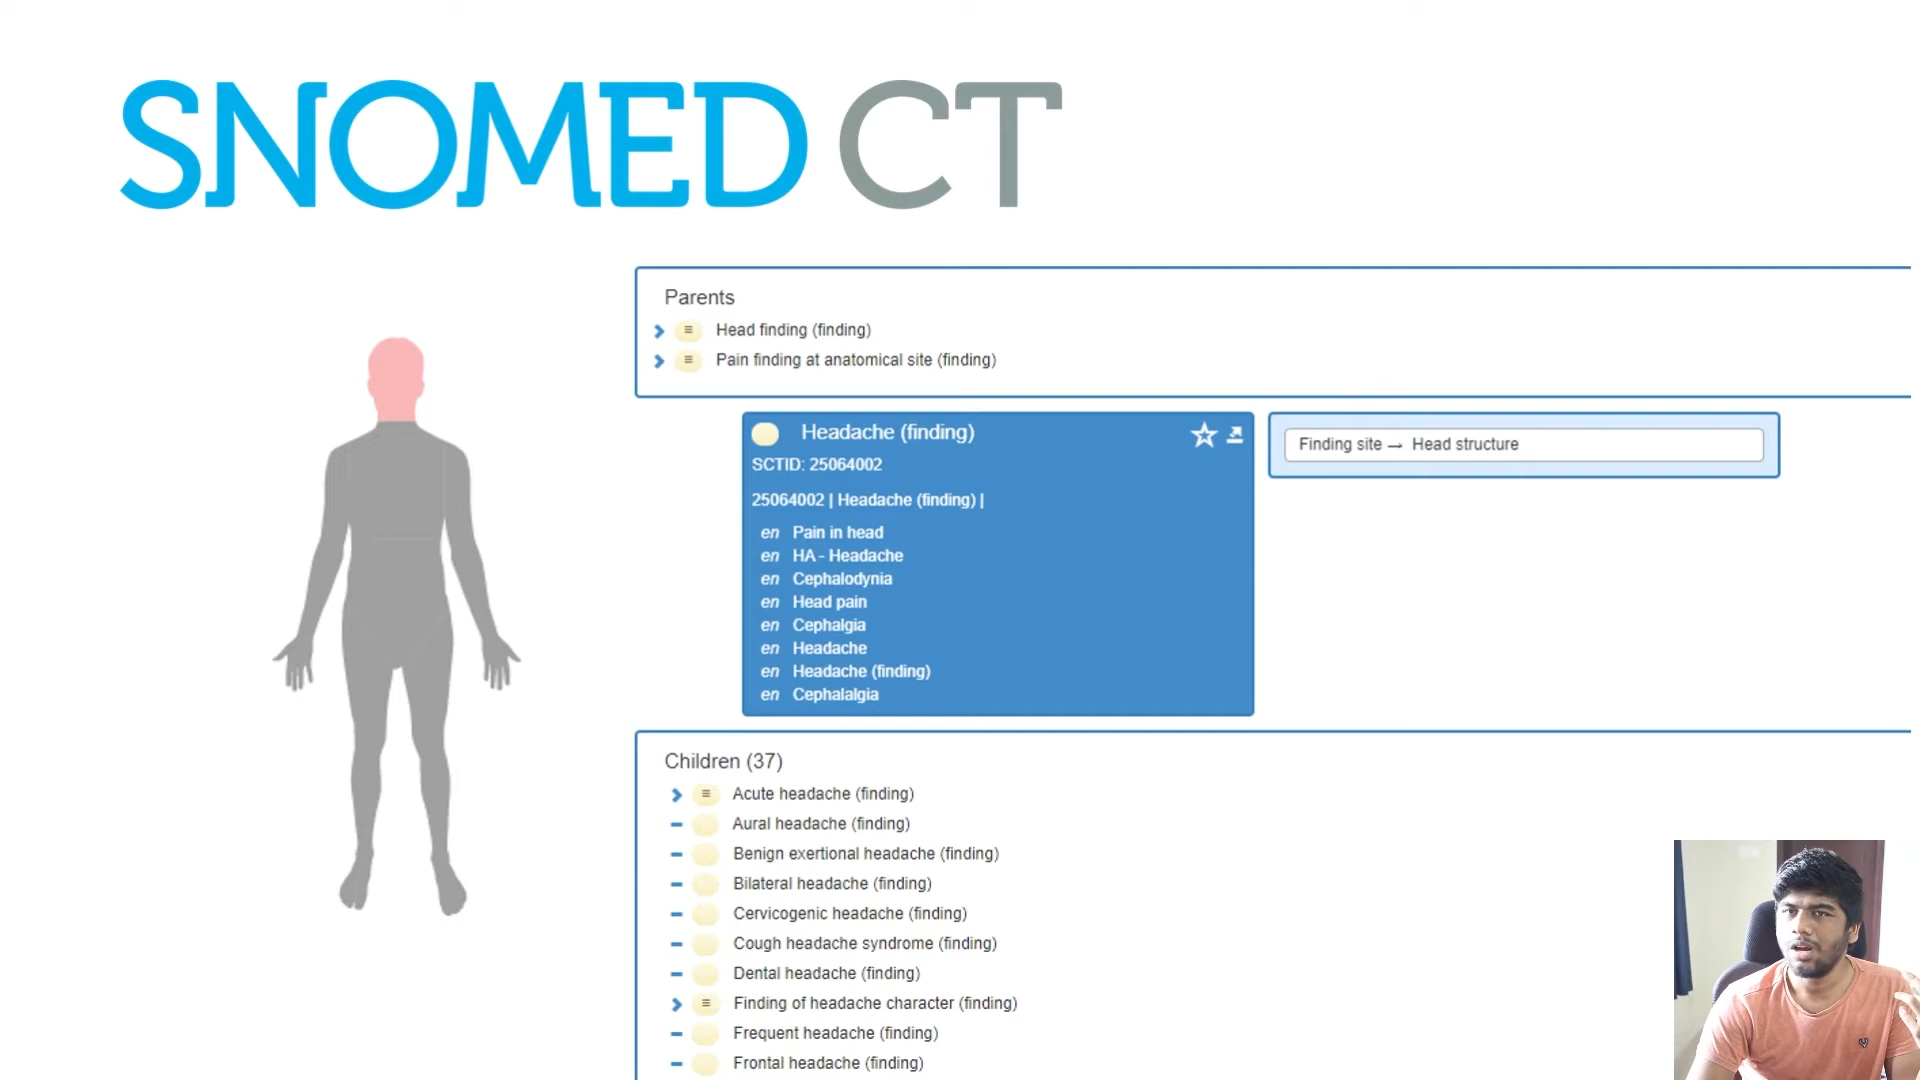 SNOMED CT
Parents
Head finding (finding)
Pain finding at anatomical site (finding)
Headache (finding)
SCTID: 25064002
25064002 | Headache (finding) |
en Pain in head
en HA - Headache
en Cephalodynia
en Head pain
en Cephalgia
en Headache
en Headache (finding)
en Cephalalgia
Finding site → Head structure
Children (37)
Acute headache (finding)
Aural headache (finding)
Benign exertional headache (finding)
Bilateral headache (finding)
Cervicogenic headache (finding)
Cough headache syndrome (finding)
Dental headache (finding)
Finding of headache character (finding)
Frequent headache (finding)
Frontal headache (finding)